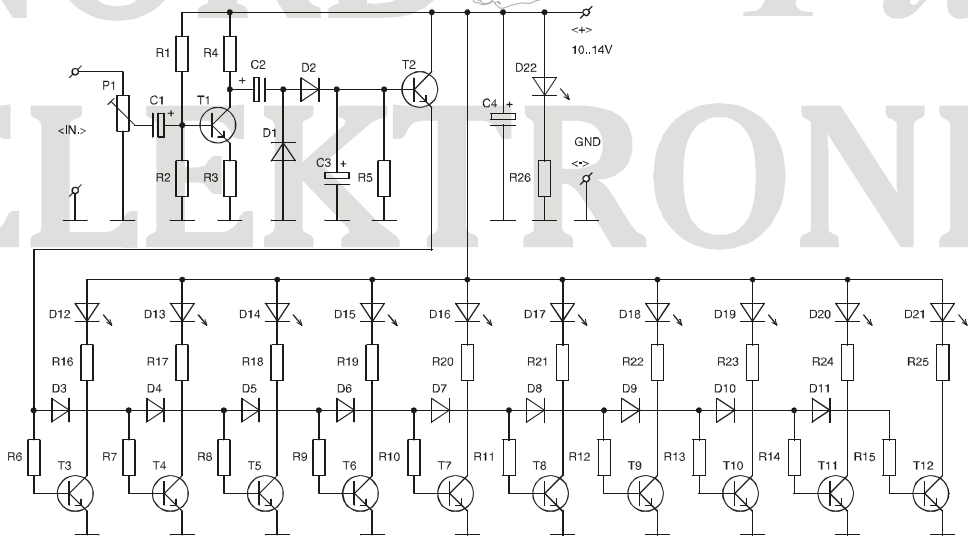 NORD
ELEKTRONI
<+>
10..14V
R1
R4
C2
D2
T2
D22
P1
C1
+
T1
+
C4
+
<IN.>
D1
GND
<->
C3
+
R2
R3
R5
R26
D12
D13
D14
D15
D16
D17
D18
D19
D20
D21
R16
R17
R18
R19
R20
R21
R22
R23
R24
R25
D3
D4
D5
D6
D7
D8
D9
D10
D11
R6
R7
R8
R9
R10
R11
R12
R13
R14
R15
T3
T4
T5
T6
T7
T8
T9
T10
T11
T12